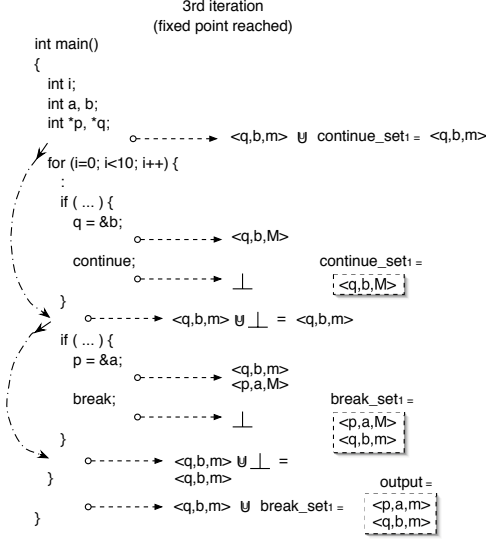 3rd iteration
(fixed point reached)
int main()
{
int i;
int a, b;
int *p, *q;
<q,b,m> ⊎ continue_set1 = <q,b,m>
for (i=0; i<10; i++) {
:
if ( ... ) {
q = &b;
<q,b,M>
continue;
⊥
continue_set1 =
<q,b,M>
}
<q,b,m> ⊎ ⊥ = <q,b,m>
if ( ... ) {
p = &a;
<q,b,m>
<p,a,M>
break;
⊥
break_set1 =
<p,a,M>
<q,b,m>
}
<q,b,m> ⊎ ⊥ =
<q,b,m>
}
<q,b,m> ⊎ break_set1 =
output =
<p,a,m>
<q,b,m>
}